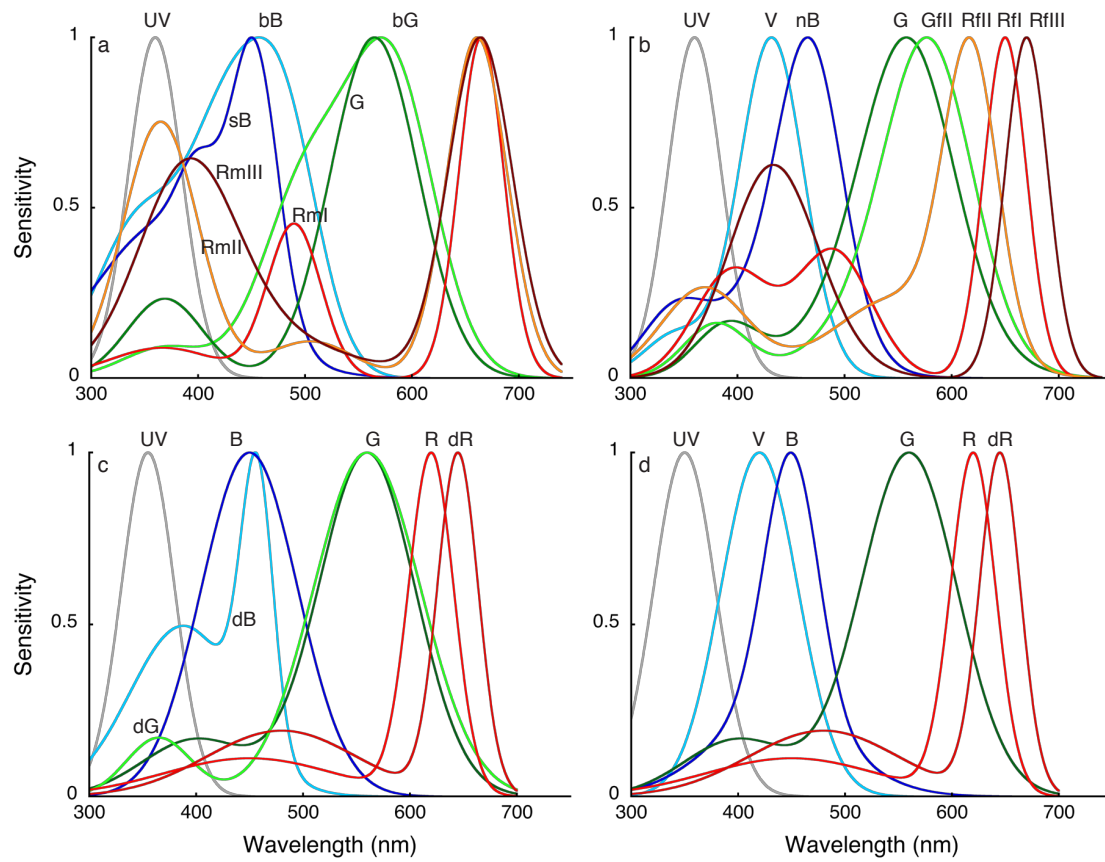 UV bB bG
1 a
G
sB
RmIII
0.5
RmI
RmII
Sensitivity
0
300 400 500 600 700
UV V nB G GfII RfII RfI RfIII
1 b
0.5
0
300 400 500 600 700
UV B G R dR
1 c
0.5
dB
dG
Sensitivity
0
300 400 500 600 700
Wavelength (nm)
UV V B G R dR
1 d
0.5
0
300 400 500 600 700
Wavelength (nm)